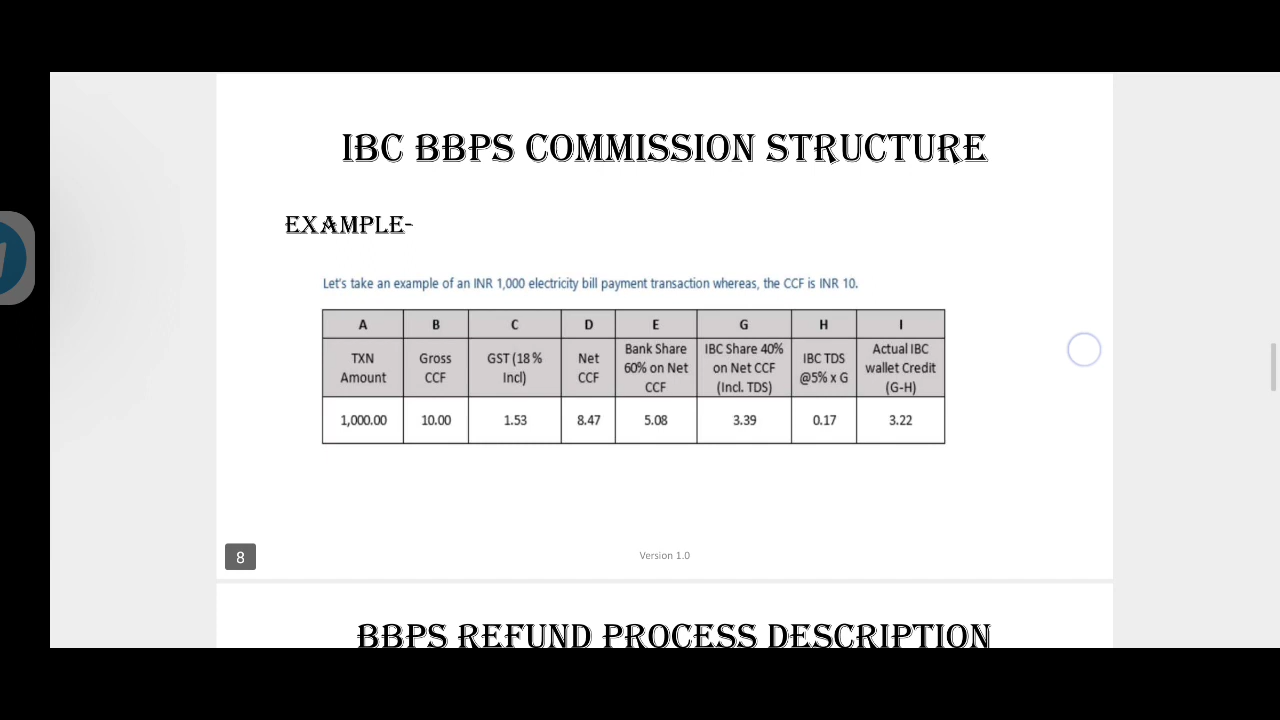 IBC BBPS COMMISSION STRUCTURE
EXAMPLE-
Let's take an example of an INR 1,000 electricity bill payment transaction whereas, the CCF is INR 10.
A B C D E G H I
TXN Amount Gross CCF GST (18 % Incl) Net CCF Bank Share 60% on Net CCF IBC Share 40% on Net CCF (Incl. TDS) IBC TDS @5% x G Actual IBC wallet Credit (G-H)
1,000.00 10.00 1.53 8.47 5.08 3.39 0.17 3.22
8
Version 1.0
BBPS REFUND PROCESS DESCRIPTION